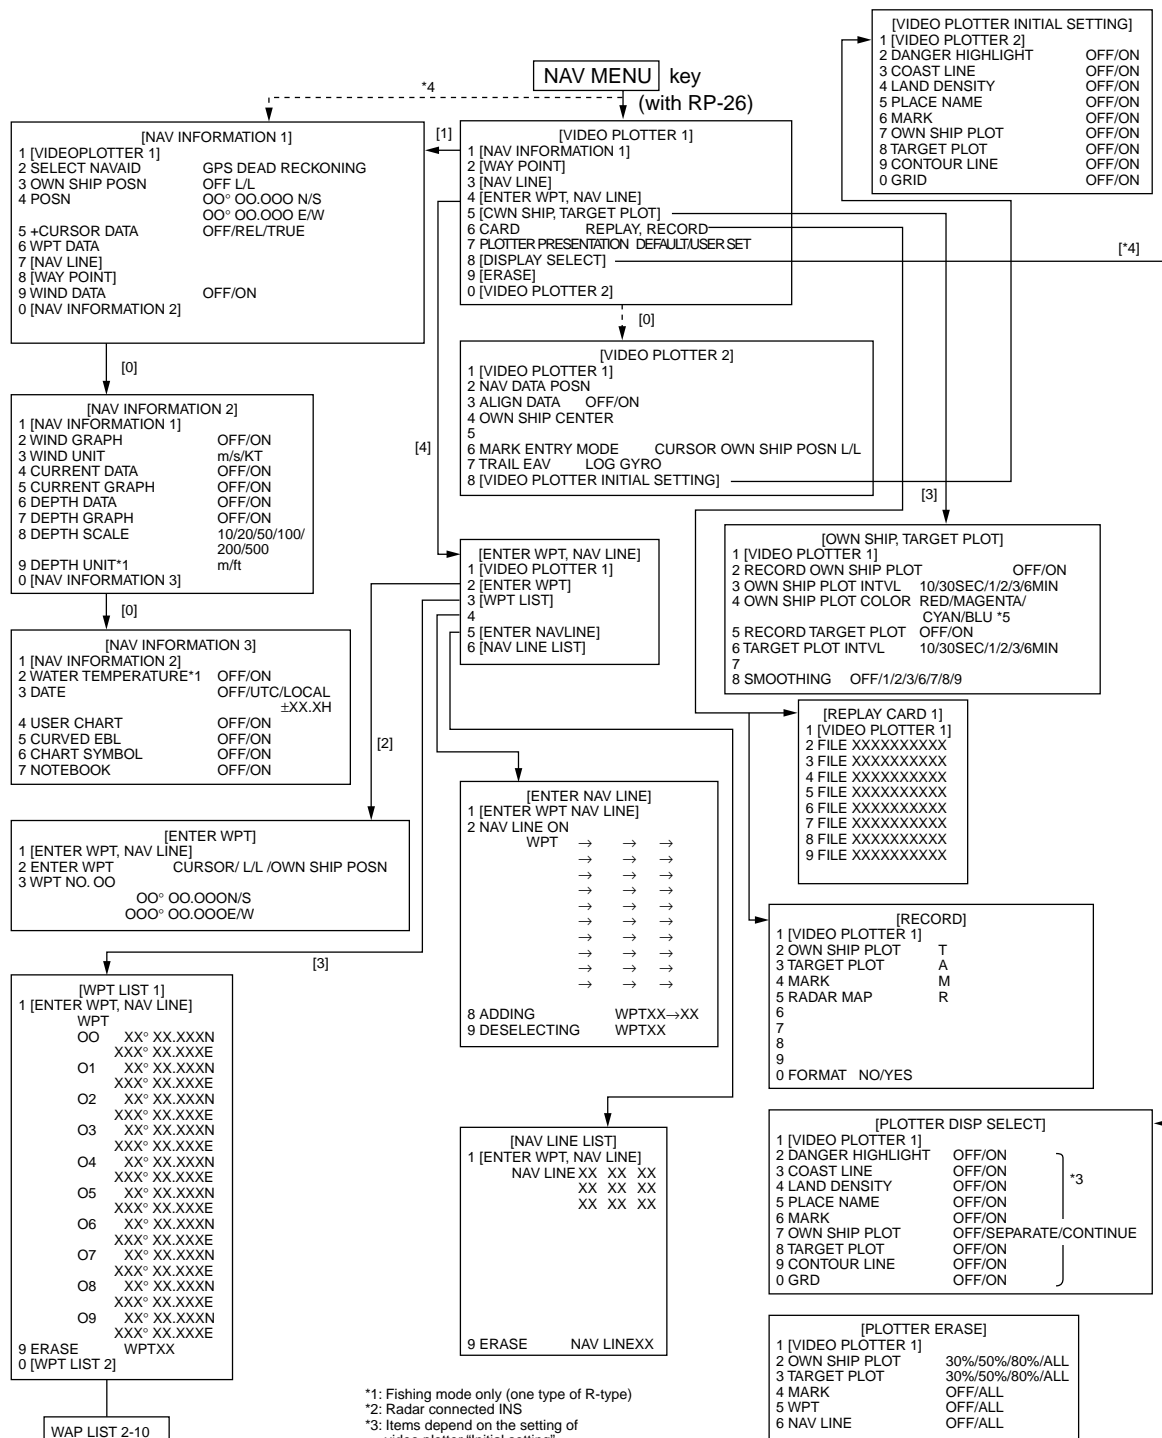 NAV MENU key
(with RP-26)
*4
[1]
[NAV INFORMATION 1]
1 [VIDEOPLOTTER 1]
2 SELECT NAVAID GPS DEAD RECKONING
3 OWN SHIP POSN OFF L/L
4 POSN OO° OO.OOO N/S
OO° OO.OOO E/W
5 +CURSOR DATA OFF/REL/TRUE
6 WPT DATA
7 [NAV LINE]
8 [WAY POINT]
9 WIND DATA OFF/ON
0 [NAV INFORMATION 2]
[0]
[NAV INFORMATION 2]
1 [NAV INFORMATION 1]
2 WIND GRAPH OFF/ON
3 WIND UNIT m/s/KT
4 CURRENT DATA OFF/ON
5 CURRENT GRAPH OFF/ON
6 DEPTH DATA OFF/ON
7 DEPTH GRAPH OFF/ON
8 DEPTH SCALE 10/20/50/100/
200/500
9 DEPTH UNIT*1 m/ft
0 [NAV INFORMATION 3]
[0]
[NAV INFORMATION 3]
1 [NAV INFORMATION 2]
2 WATER TEMPERATURE*1 OFF/ON
3 DATE OFF/UTC/LOCAL
±XX.XH
4 USER CHART OFF/ON
5 CURVED EBL OFF/ON
6 CHART SYMBOL OFF/ON
7 NOTEBOOK OFF/ON
[2]
[ENTER WPT]
1 [ENTER WPT, NAV LINE]
2 ENTER WPT CURSOR/ L/L /OWN SHIP POSN
3 WPT NO. OO
OO° OO.OOON/S
OOO° OO.OOOE/W
[3]
[WPT LIST 1]
1 [ENTER WPT, NAV LINE]
WPT
OO XX° XX.XXXN
XXX° XX.XXXE
O1 XX° XX.XXXN
XXX° XX.XXXE
O2 XX° XX.XXXN
XXX° XX.XXXE
O3 XX° XX.XXXN
XXX° XX.XXXE
O4 XX° XX.XXXN
XXX° XX.XXXE
O5 XX° XX.XXXN
XXX° XX.XXXE
O6 XX° XX.XXXN
XXX° XX.XXXE
O7 XX° XX.XXXN
XXX° XX.XXXE
O8 XX° XX.XXXN
XXX° XX.XXXE
O9 XX° XX.XXXN
XXX° XX.XXXE
9 ERASE WPTXX
0 [WPT LIST 2]
WAP LIST 2-10
[VIDEO PLOTTER 1]
1 [NAV INFORMATION 1]
2 [WAY POINT]
3 [NAV LINE]
4 [ENTER WPT, NAV LINE]
5 [CWN SHIP, TARGET PLOT]
6 CARD REPLAY, RECORD
7 PLOTTER PRESENTATION DEFAULT/USER SET
8 [DISPLAY SELECT]
9 [ERASE]
0 [VIDEO PLOTTER 2]
[0]
[VIDEO PLOTTER 2]
1 [VIDEO PLOTTER 1]
2 NAV DATA POSN
3 ALIGN DATA OFF/ON
4 OWN SHIP CENTER
5
6 MARK ENTRY MODE CURSOR OWN SHIP POSN L/L
7 TRAIL EAV LOG GYRO
8 [VIDEO PLOTTER INITIAL SETTING]
[4]
[ENTER WPT, NAV LINE]
1 [VIDEO PLOTTER 1]
2 [ENTER WPT]
3 [WPT LIST]
4
5 [ENTER NAVLINE]
6 [NAV LINE LIST]
[ENTER NAV LINE]
1 [ENTER WPT NAV LINE]
2 NAV LINE ON
WPT → → →
→ → →
→ → →
→ → →
→ → →
→ → →
→ → →
→ → →
→ → →
→ → →
8 ADDING WPTXX→XX
9 DESELECTING WPTXX
[NAV LINE LIST]
1 [ENTER WPT, NAV LINE]
NAV LINE XX XX XX
XX XX XX
XX XX XX
9 ERASE NAV LINEXX
*1: Fishing mode only (one type of R-type)
*2: Radar connected INS
*3: Items depend on the setting of
video plotter "Initial setting"
[VIDEO PLOTTER INITIAL SETTING]
1 [VIDEO PLOTTER 2]
2 DANGER HIGHLIGHT OFF/ON
3 COAST LINE OFF/ON
4 LAND DENSITY OFF/ON
5 PLACE NAME OFF/ON
6 MARK OFF/ON
7 OWN SHIP PLOT OFF/ON
8 TARGET PLOT OFF/ON
9 CONTOUR LINE OFF/ON
0 GRID OFF/ON
[*4]
[3]
[OWN SHIP, TARGET PLOT]
1 [VIDEO PLOTTER 1]
2 RECORD OWN SHIP PLOT OFF/ON
3 OWN SHIP PLOT INTVL 10/30SEC/1/2/3/6MIN
4 OWN SHIP PLOT COLOR RED/MAGENTA/
CYAN/BLU *5
5 RECORD TARGET PLOT OFF/ON
6 TARGET PLOT INTVL 10/30SEC/1/2/3/6MIN
7
8 SMOOTHING OFF/1/2/3/6/7/8/9
[REPLAY CARD 1]
1 [VIDEO PLOTTER 1]
2 FILE XXXXXXXXXX
3 FILE XXXXXXXXXX
4 FILE XXXXXXXXXX
5 FILE XXXXXXXXXX
6 FILE XXXXXXXXXX
7 FILE XXXXXXXXXX
8 FILE XXXXXXXXXX
9 FILE XXXXXXXXXX
[RECORD]
1 [VIDEO PLOTTER 1]
2 OWN SHIP PLOT T
3 TARGET PLOT A
4 MARK M
5 RADAR MAP R
6
7
8
9
0 FORMAT NO/YES
[PLOTTER DISP SELECT]
1 [VIDEO PLOTTER 1]
2 DANGER HIGHLIGHT OFF/ON
3 COAST LINE OFF/ON
*3
4 LAND DENSITY OFF/ON
5 PLACE NAME OFF/ON
6 MARK OFF/ON
7 OWN SHIP PLOT OFF/SEPARATE/CONTINUE
8 TARGET PLOT OFF/ON
9 CONTOUR LINE OFF/ON
0 GRD OFF/ON
[PLOTTER ERASE]
1 [VIDEO PLOTTER 1]
2 OWN SHIP PLOT 30%/50%/80%/ALL
3 TARGET PLOT 30%/50%/80%/ALL
4 MARK OFF/ALL
5 WPT OFF/ALL
6 NAV LINE OFF/ALL